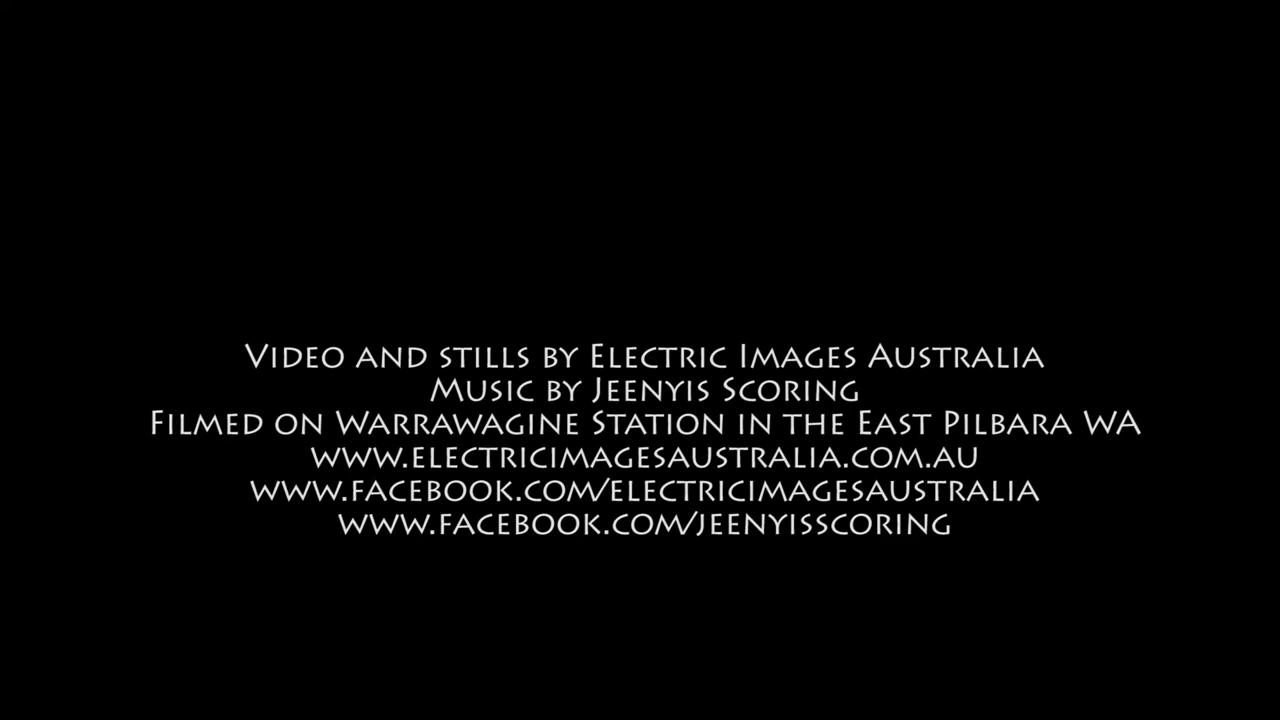 Video and stills by Electric Images Australia
Music by Jeenyis Scoring
Filmed on Warrawagine Station in the East Pilbara WA
www.electricimagesaustralia.com.au
www.facebook.com/electricimagesaustralia
www.facebook.com/jeenyisscoring